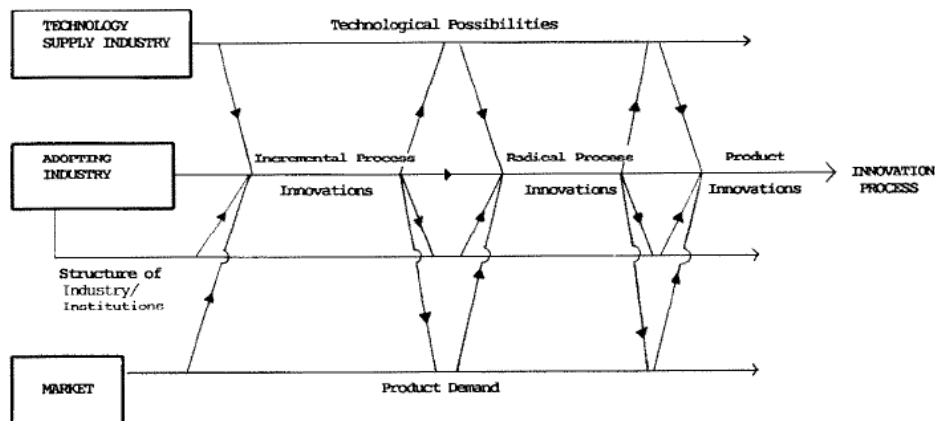 TECHNOLOGY
SUPPLY INDUSTRY
Technological Possibilities
ADOPTING
INDUSTRY
Incremental Process
Innovations
Radical Process
Innovations
Product
Innovations
INNOVATION
PROCESS
Structure of
Industry/
Institutions
MARKET
Product Demand